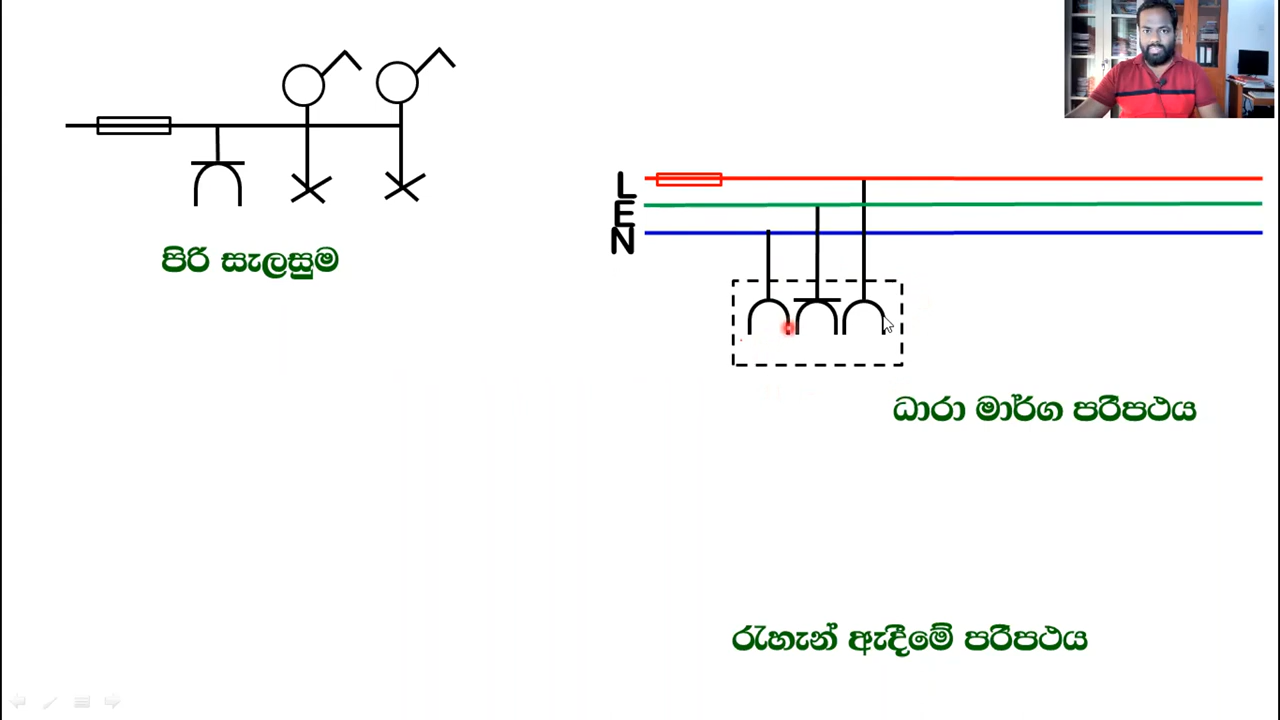 පිරි සැලසුම
L
E
N
ධාරා මාර්ග පරිපථය
රැහැන් ඇදීමේ පරිපථය